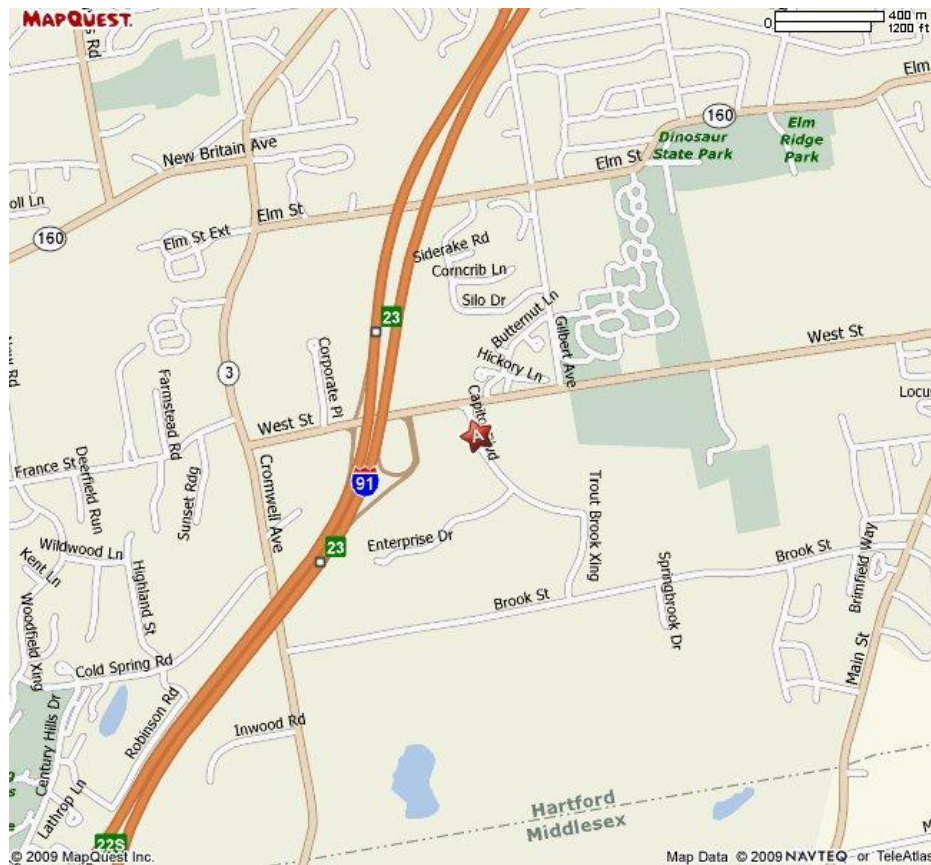 MAPQUEST.
400 m
0
1200 ft
Rd
Elm
160
New Britain Ave
Dinosaur
State Park
Elm
Ridge
Park
Elm St
oll Ln
Elm St
160
Elm St Ext
Siderake Rd
Corncrib Ln
Silo Dr
Butternut Ln
23
Gilbert Ave
West St
Corporate Pl
Hickory Ln
3
Farmstead Rd
Capitol Blvd
Locus
West St
A
France St
Deerfield Run
Sunset Rdg
Cromwell Ave
91
Trout Brook Xing
Enterprise Dr
23
Wildwood Ln
Kent Ln
Highland St
Brook St
Springbrook Dr
Brimfield Way
Brook St
Woodfield Xing
Cold Spring Rd
Main St
Robinson Rd
Century Hills Dr
Inwood Rd
Lathrop Ln
Hartford
Middlesex
22S
© 2009 MapQuest Inc.
Map Data © 2009 NAVTEQ or TeleAtlas